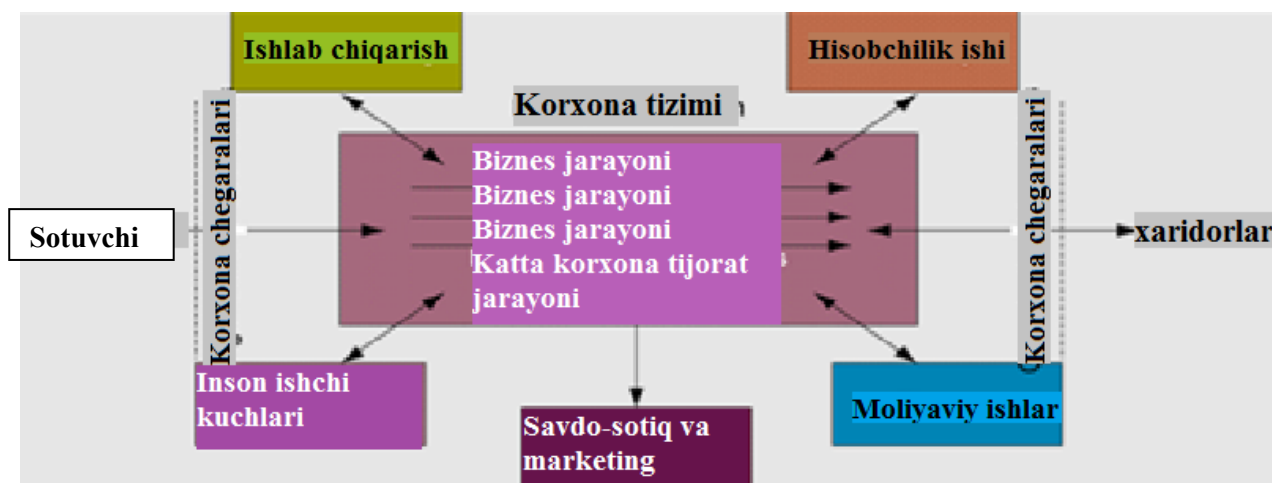 Ishlab chiqarish
Hisobchilik ishi
Korxona tizimi
Korxona chegaralari
Biznes jarayoni
Biznes jarayoni
Biznes jarayoni
Katta korxona tijorat
jarayoni
Korxona chegaralari
Sotuvchi
xaridorlar
Inson ishchi
kuchlari
Savdo-sotiq va
marketing
Moliyaviy ishlar